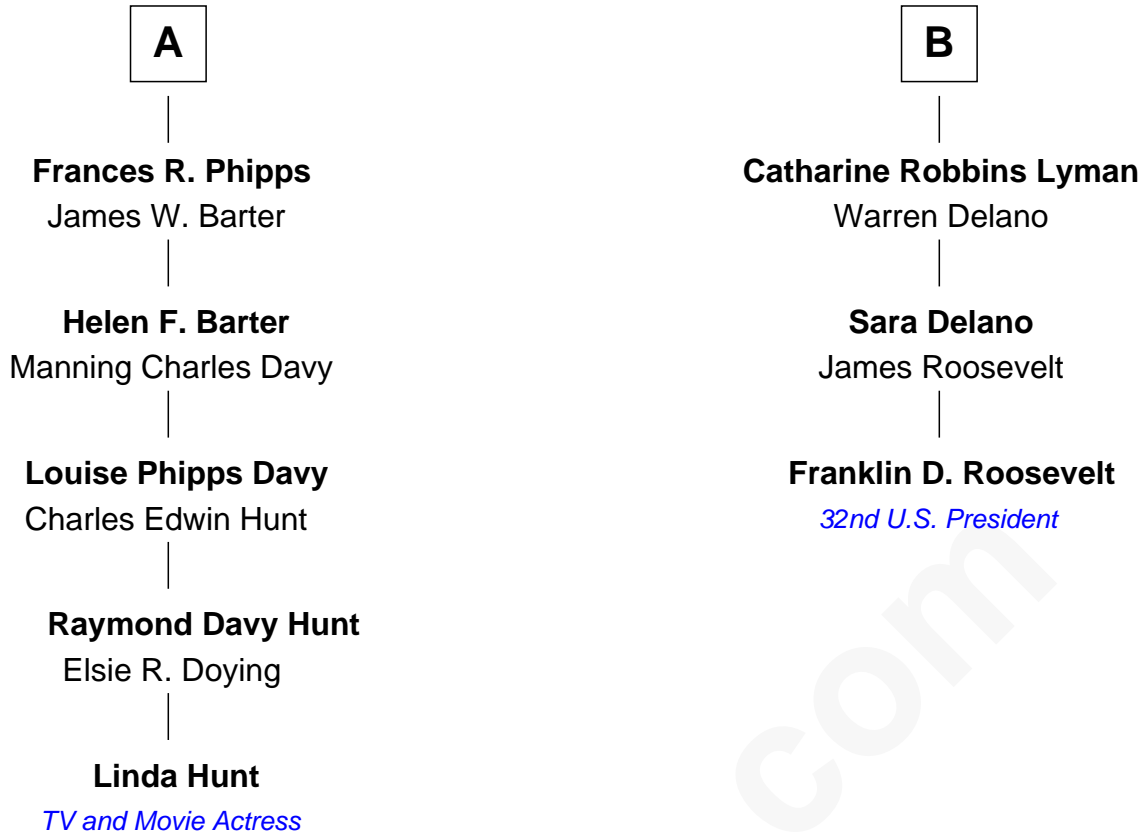 A
Frances R. Phipps
James W. Barter
Helen F. Barter
Manning Charles Davy
Louise Phipps Davy
Charles Edwin Hunt
Raymond Davy Hunt
Elsie R. Doying
Linda Hunt
TV and Movie Actress
B
Catharine Robbins Lyman
Warren Delano
Sara Delano
James Roosevelt
Franklin D. Roosevelt
32nd U.S. President
com